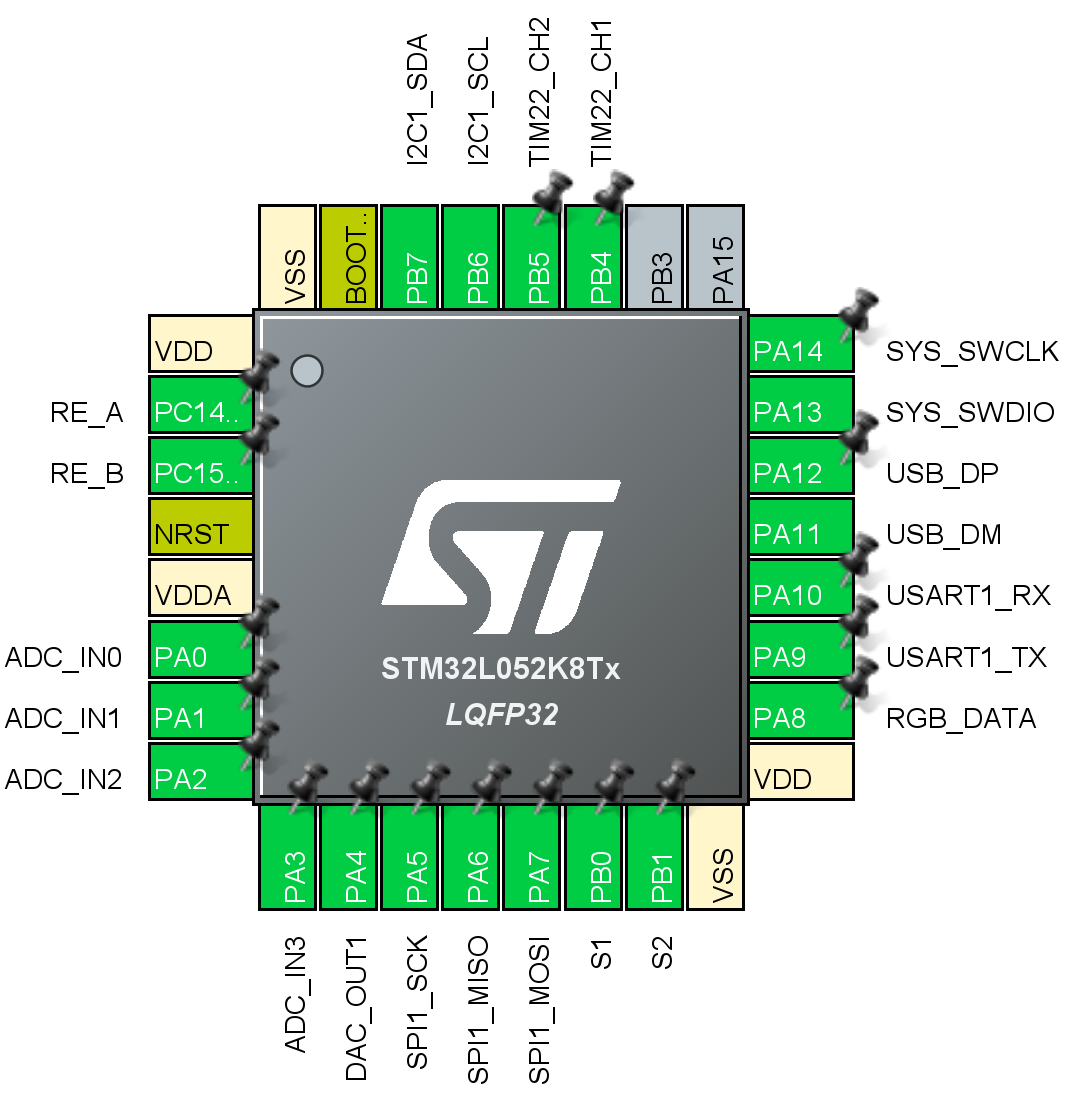 I2C1_SDA
I2C1_SCL
TIM22_CH2
TIM22_CH1
VSS
BOOT..
PB7
PB6
PB5
PB4
PB3
PA15
VDD
RE_A PC14..
RE_B PC15..
NRST
VDDA
ADC_IN0 PA0
ADC_IN1 PA1
ADC_IN2 PA2
ST
STM32L052K8Tx
LQFP32
PA14 SYS_SWCLK
PA13 SYS_SWDIO
PA12 USB_DP
PA11 USB_DM
PA10 USART1_RX
PA9 USART1_TX
PA8 RGB_DATA
VDD
PA3
PA4
PA5
PA6
PA7
PB0
PB1
VSS
ADC_IN3
DAC_OUT1
SPI1_SCK
SPI1_MISO
SPI1_MOSI
S1
S2